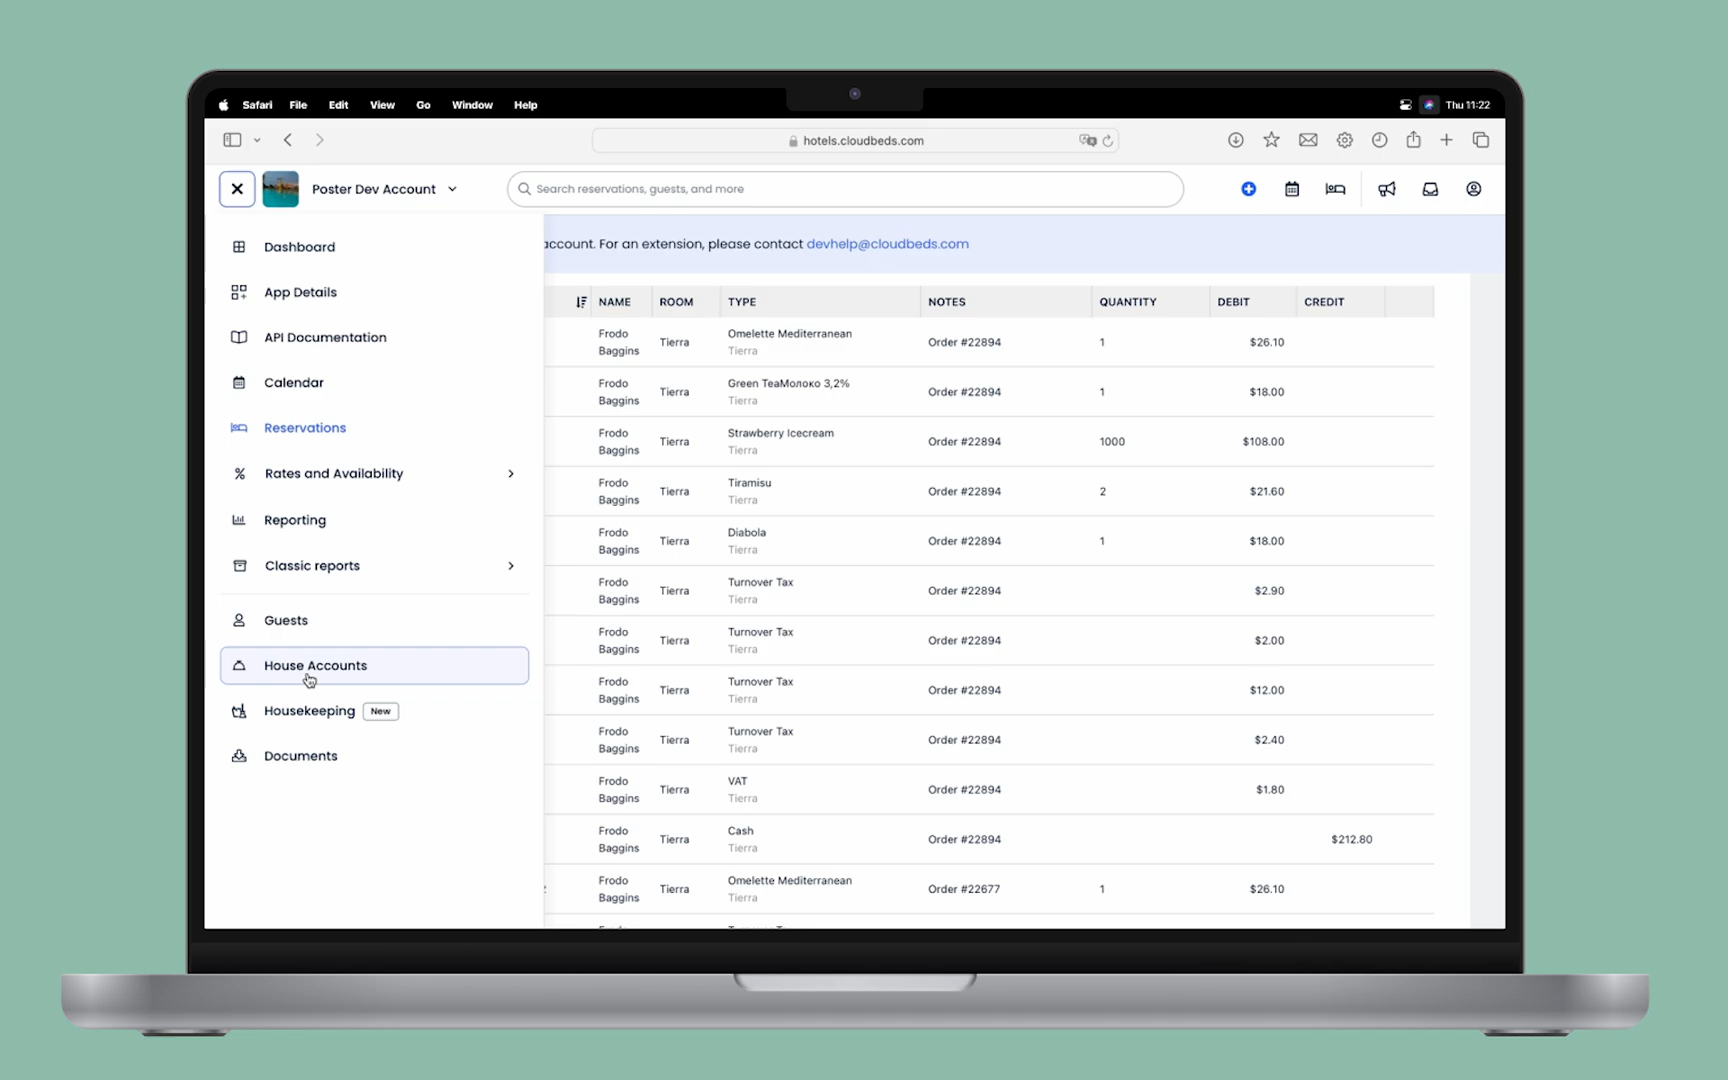 Safari File Edit View Go Window Help Thu 11:22
hotels.cloudbeds.com
Poster Dev Account Search reservations, guests, and more
account. For an extension, please contact devhelp@cloudbeds.com
Dashboard
App Details
API Documentation
Calendar
Reservations
Rates and Availability
Reporting
Classic reports
Guests
House Accounts
Housekeeping New
Documents
NAME ROOM TYPE NOTES QUANTITY DEBIT CREDIT
Frodo Baggins Tierra Omelette Mediterranean Tierra Order #22894 1 $26.10
Frodo Baggins Tierra Green TeaМолоко 3,2% Tierra Order #22894 1 $18.00
Frodo Baggins Tierra Strawberry Icecream Tierra Order #22894 1000 $108.00
Frodo Baggins Tierra Tiramisu Tierra Order #22894 2 $21.60
Frodo Baggins Tierra Diabola Tierra Order #22894 1 $18.00
Frodo Baggins Tierra Turnover Tax Tierra Order #22894 $2.90
Frodo Baggins Tierra Turnover Tax Tierra Order #22894 $2.00
Frodo Baggins Tierra Turnover Tax Tierra Order #22894 $12.00
Frodo Baggins Tierra Turnover Tax Tierra Order #22894 $2.40
Frodo Baggins Tierra VAT Tierra Order #22894 $1.80
Frodo Baggins Tierra Cash Tierra Order #22894 $212.80
Frodo Baggins Tierra Omelette Mediterranean Tierra Order #22677 1 $26.10